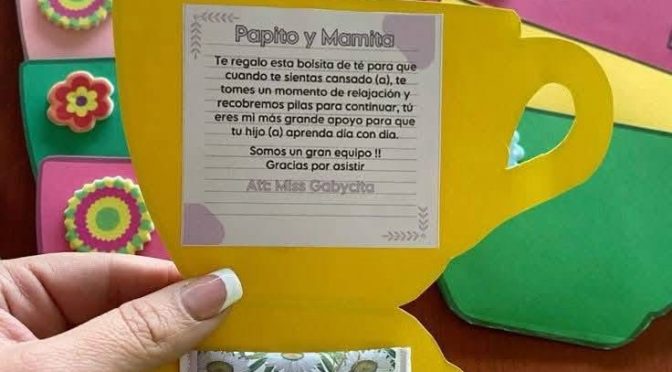 Papito y Mamita
Te regalo esta bolsita de té para que
cuando te sientas cansado (a), te
tomes un momento de relajación y
recobremos pilas para continuar, tú
eres mi más grande apoyo para que
tu hijo (a) aprenda día con día.
Somos un gran equipo !!
Gracias por asistir
Att: Miss Gabycita